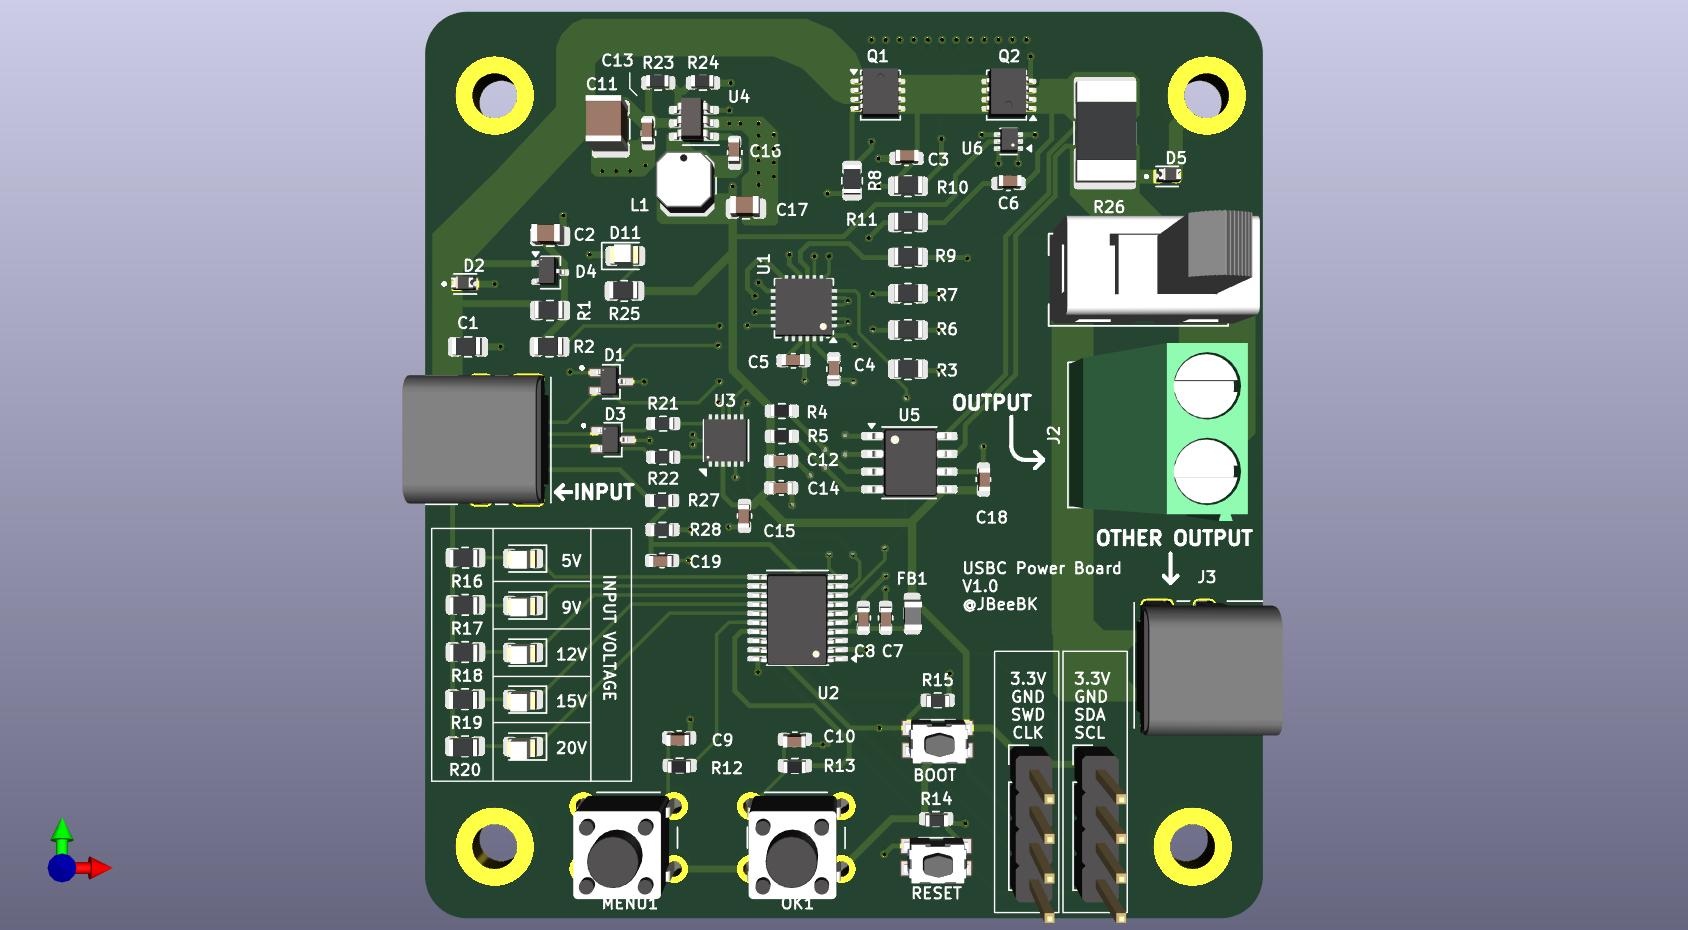 C13 R23 R24
C11
U4
C16
L1
C17
Q1
Q2
U6
C3
R8
R10
C6
D5
R26
R11
R9
R7
R6
R3
C2
D11
D2
D4
R25
R1
C1
R2
U1
C5
C4
D1
D3
R21
U3
R4
R5
C12
C14
R22
R27
R28
C15
C19
U5
C18
OUTPUT
J2
←INPUT
OTHER OUTPUT
J3
USBC Power Board
V1.0
@JBeeBK
FB1
C8 C7
U2
5V
R16
9V
R17
12V
R18
15V
R19
20V
R20
INPUT VOLTAGE
C9
R12
C10
R13
R15
BOOT
R14
RESET
MENU1
OK1
3.3V
GND
SWD
CLK
3.3V
GND
SDA
SCL